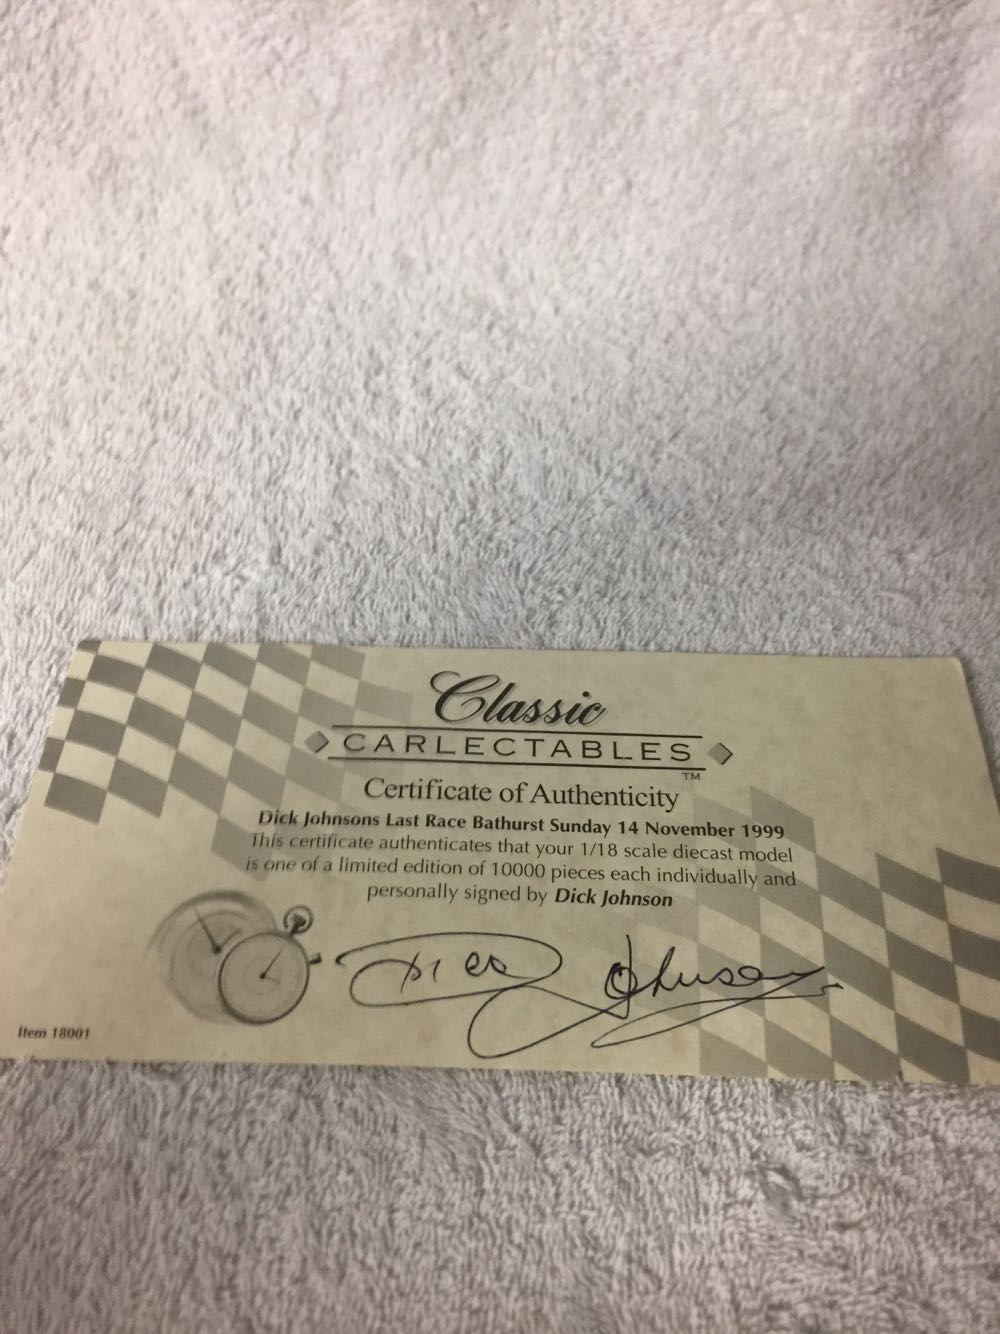 Classic
CARLECTABLES
TM
Certificate of Authenticity
Dick Johnsons Last Race Bathurst Sunday 14 November 1999
This certificate authenticates that your 1/18 scale diecast model
is one of a limited edition of 10000 pieces each individually and
personally signed by Dick Johnson
Dick Johnson
Item 18001